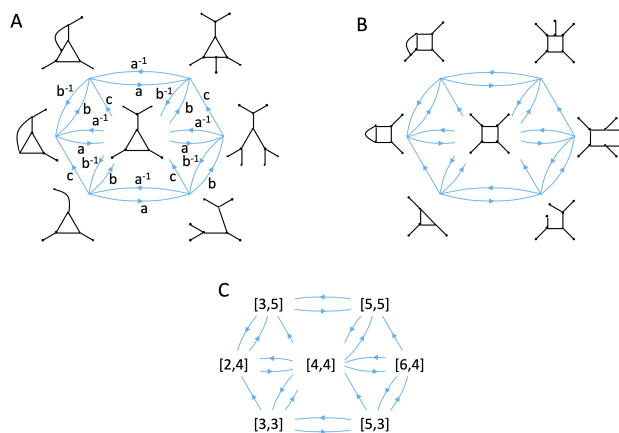 A
B
a⁻¹
a
b⁻¹
b
c
b⁻¹
b
c
a⁻¹
a
a⁻¹
a
b⁻¹
b
c
b⁻¹
b
c
a⁻¹
a
C
[3,5] [5,5]
[2,4] [4,4] [6,4]
[3,3] [5,3]